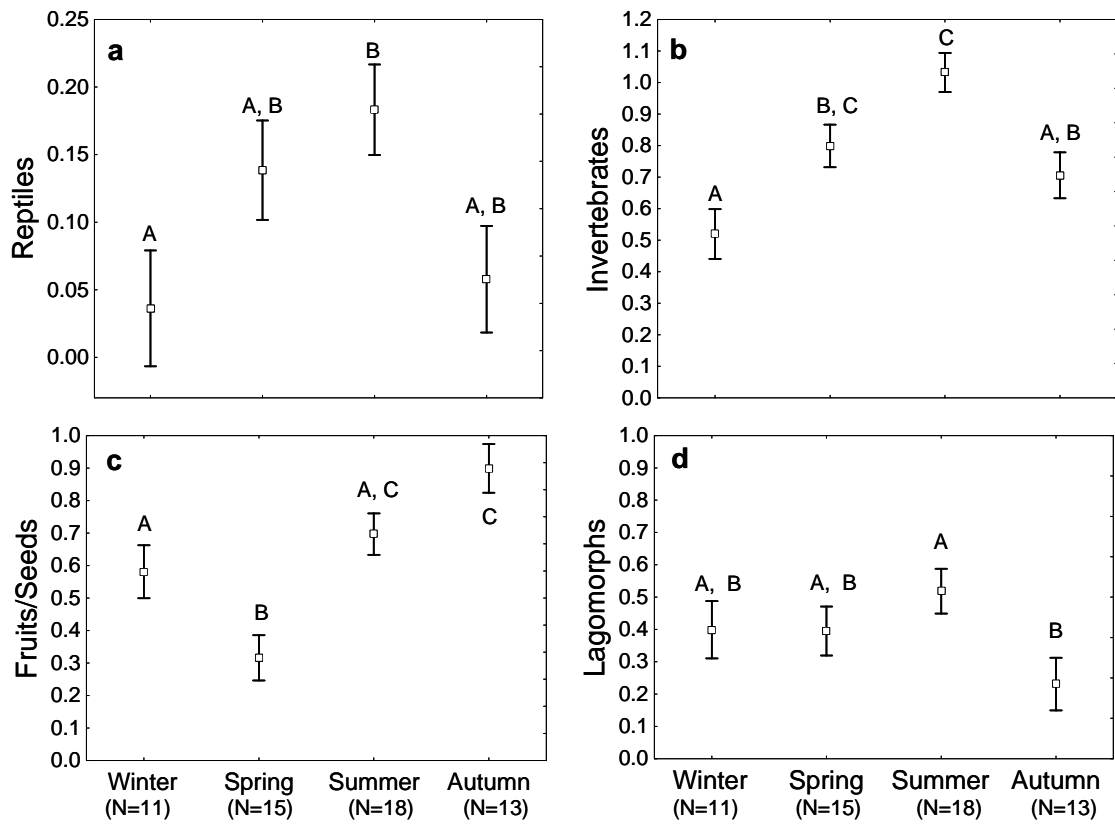 a
Reptiles
0.25
0.20
0.15
0.10
0.05
0.00
A
A, B
B
A, B
b
Invertebrates
1.2
1.1
1.0
0.9
0.8
0.7
0.6
0.5
0.4
0.3
0.2
0.1
0.0
A
B, C
C
A, B
c
Fruits/Seeds
1.0
0.9
0.8
0.7
0.6
0.5
0.4
0.3
0.2
0.1
0.0
A
B
A, C
C
Winter Spring Summer Autumn
(N=11) (N=15) (N=18) (N=13)
d
Lagomorphs
1.0
0.9
0.8
0.7
0.6
0.5
0.4
0.3
0.2
0.1
0.0
A, B
A, B
A
B
Winter Spring Summer Autumn
(N=11) (N=15) (N=18) (N=13)